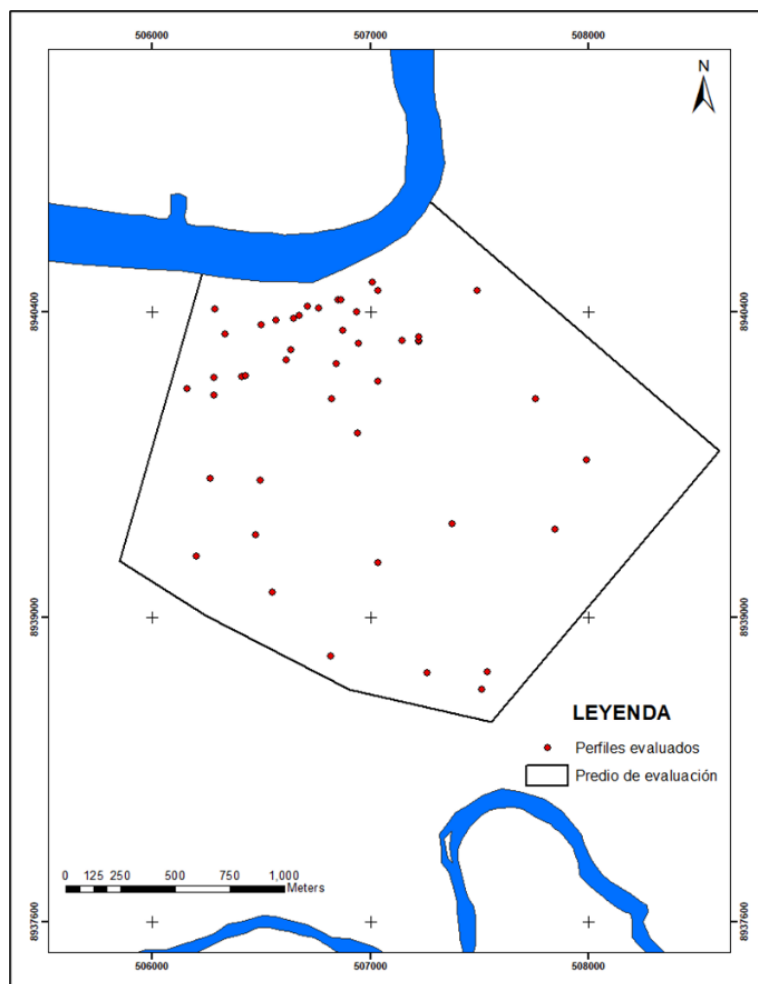 506000 507000 508000
N
8940400 8940400
8939000 8939000
LEYENDA
Perfiles evaluados
Predio de evaluación
0 125 250 500 750 1,000
Meters
8937600 8937600
506000 507000 508000